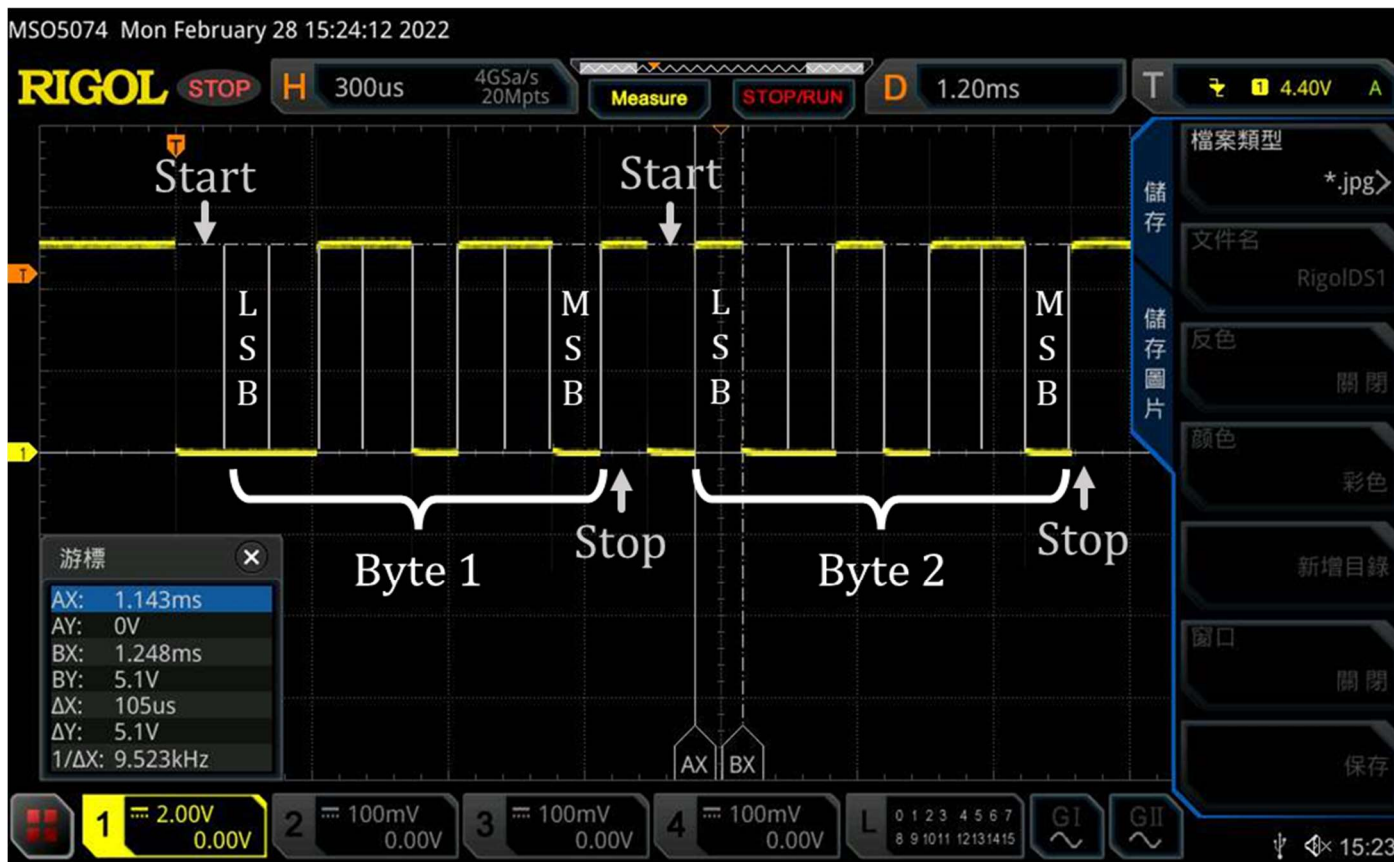 MSO5074 Mon February 28 15:24:12 2022
RIGOL STOP H 300us 4GSa/s 20Mpts Measure STOP/RUN D 1.20ms T 1 4.40V A
T
Start
Start
T
1
L S B
M S B
L S B
M S B
Byte 1
Stop
Byte 2
Stop
游標
AX: 1.143ms
AY: 0V
BX: 1.248ms
BY: 5.1V
ΔX: 105us
ΔY: 5.1V
1/ΔX: 9.523kHz
AX BX
儲存
儲存圖片
檔案類型
*.jpg
文件名
RigolDS1
反色
關閉
顏色
彩色
新增目錄
窗口
關閉
保存
1 2.00V 0.00V
2 100mV 0.00V
3 100mV 0.00V
4 100mV 0.00V
L 0 1 2 3 4 5 6 7
8 9 10 11 12 13 14 15
GI
GII
15:23